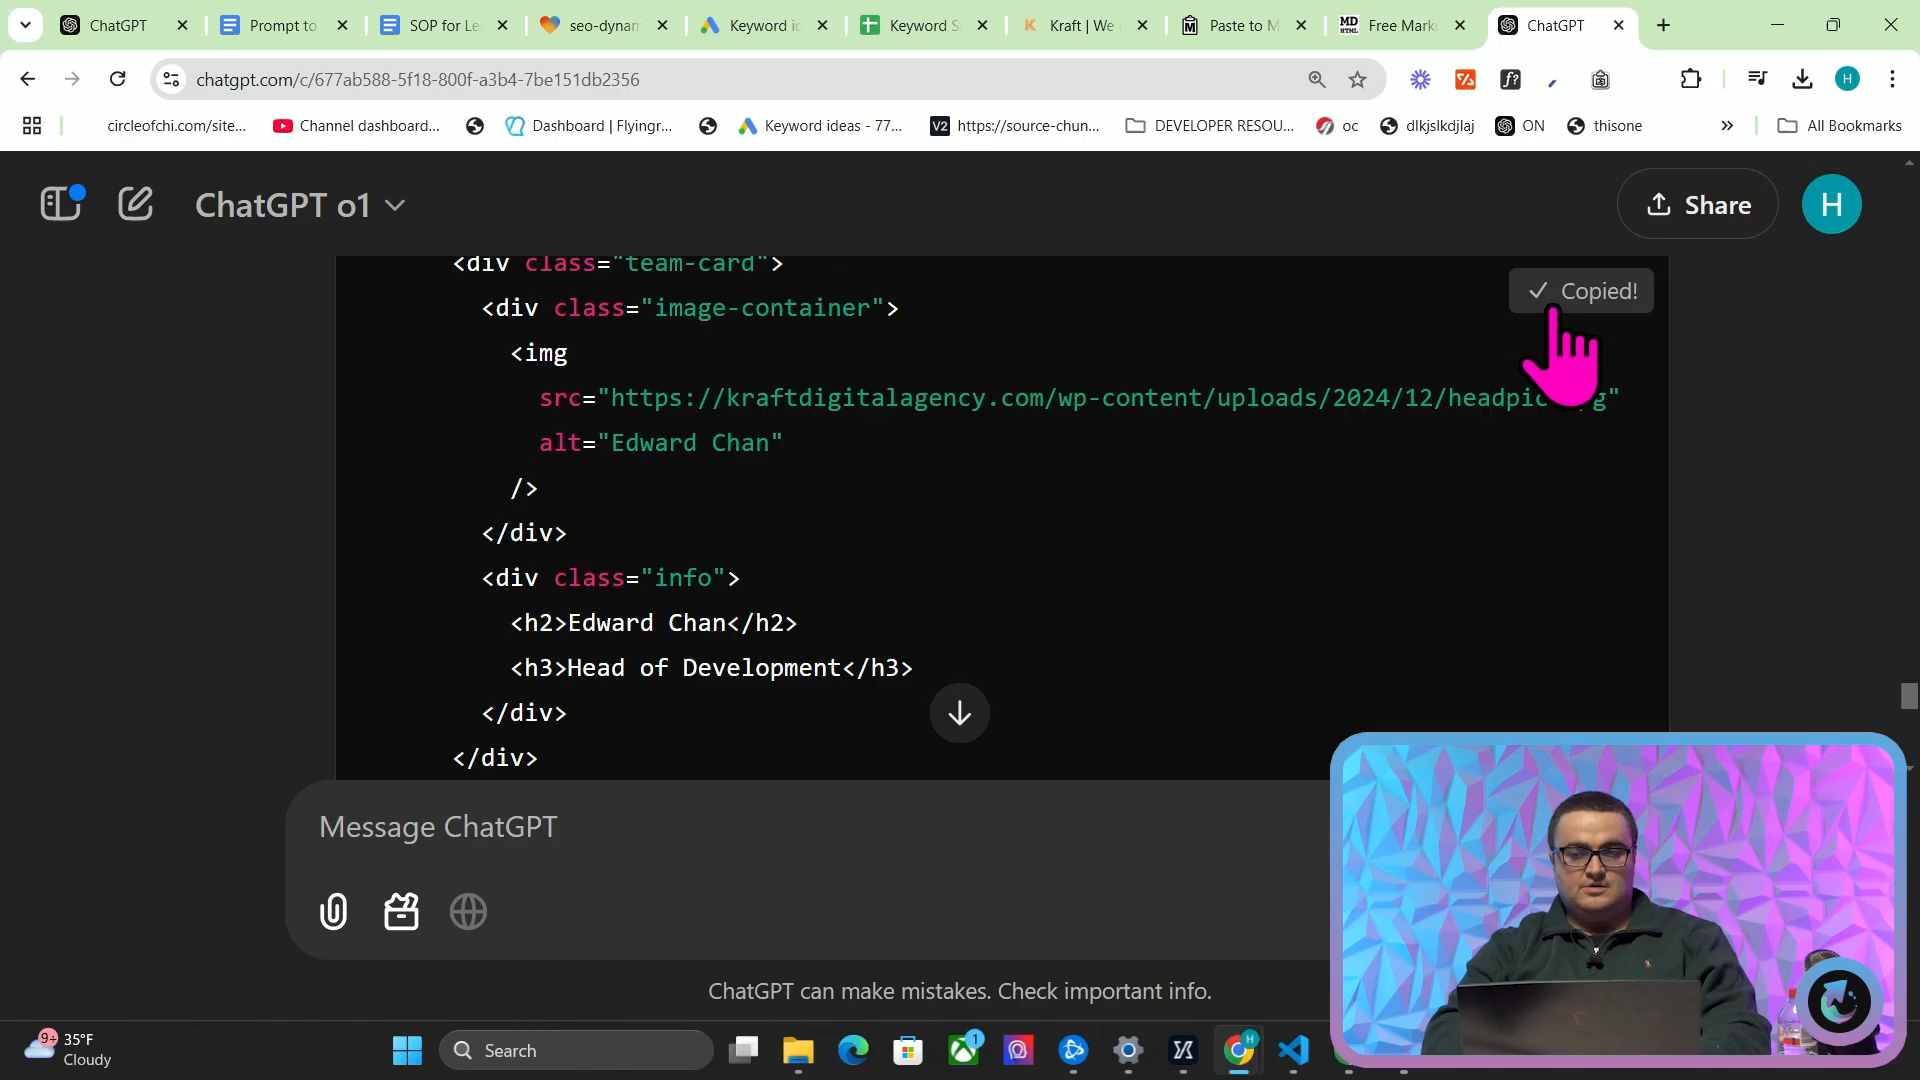 ChatGPT
Prompt to
SOP for Le
seo-dynam
Keyword ic
Keyword S
Kraft | We
Paste to M
Free Mark
ChatGPT
chatgpt.com/c/677ab588-5f18-800f-a3b4-7be151db2356
H
circleofchi.com/site...
Channel dashboard...
Dashboard | Flyingr...
Keyword ideas - 77...
V2 https://source-chun...
DEVELOPER RESOU...
oc
dlkjslkdjlaj
ON
thisone
All Bookmarks
ChatGPT o1
Share
H
<div class="team-card">
Copied!
<div class="image-container">
<img
src="https://kraftdigitalagency.com/wp-content/uploads/2024/12/headpic
alt="Edward Chan"
/>
</div>
<div class="info">
<h2>Edward Chan</h2>
<h3>Head of Development</h3>
</div>
</div>
Message ChatGPT
ChatGPT can make mistakes. Check important info.
9+
35°F
Cloudy
Search
1
H